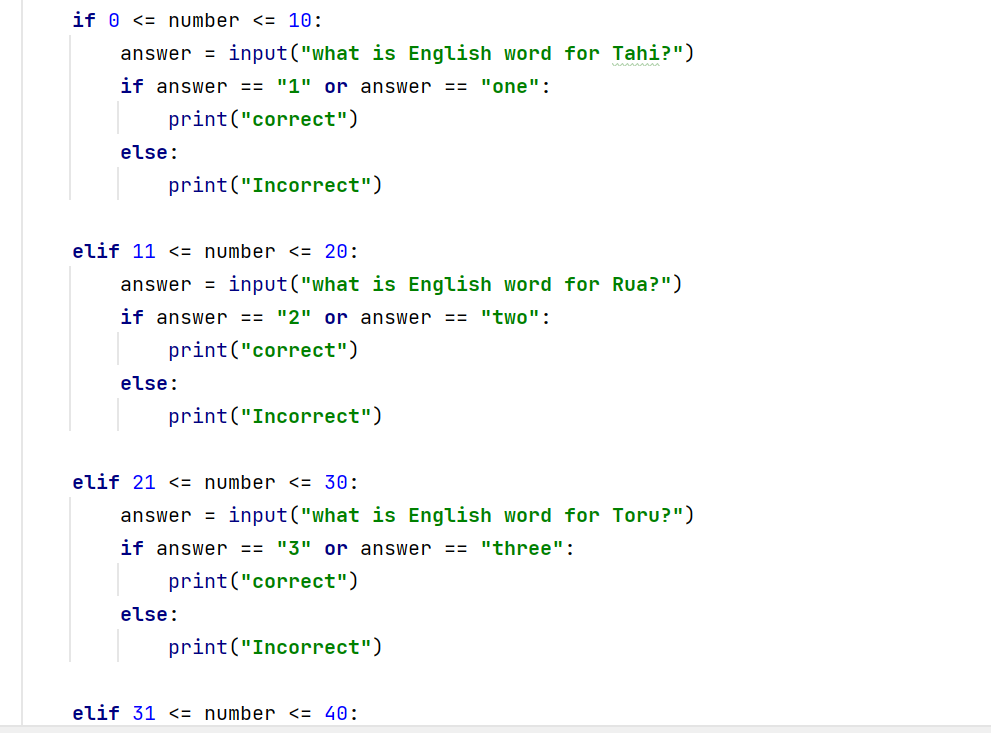 if 0 <= number <= 10:
    answer = input("what is English word for Tahi?")
    if answer == "1" or answer == "one":
        print("correct")
    else:
        print("Incorrect")

elif 11 <= number <= 20:
    answer = input("what is English word for Rua?")
    if answer == "2" or answer == "two":
        print("correct")
    else:
        print("Incorrect")

elif 21 <= number <= 30:
    answer = input("what is English word for Toru?")
    if answer == "3" or answer == "three":
        print("correct")
    else:
        print("Incorrect")

elif 31 <= number <= 40: